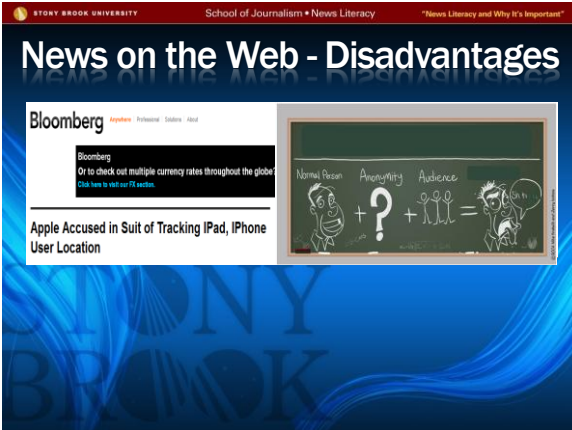 STONY BROOK UNIVERSITY
School of Journalism • News Literacy
"News Literacy and Why It's Important"
News on the Web - Disadvantages
Bloomberg
Anywhere Professional Solutions About
Bloomberg
Or to check out multiple currency rates throughout the globe?
Click here to visit our FX section.
Apple Accused in Suit of Tracking IPad, IPhone
User Location
Normal Person
Anonymity
Audience
+ ? + =
STONY
BROOK